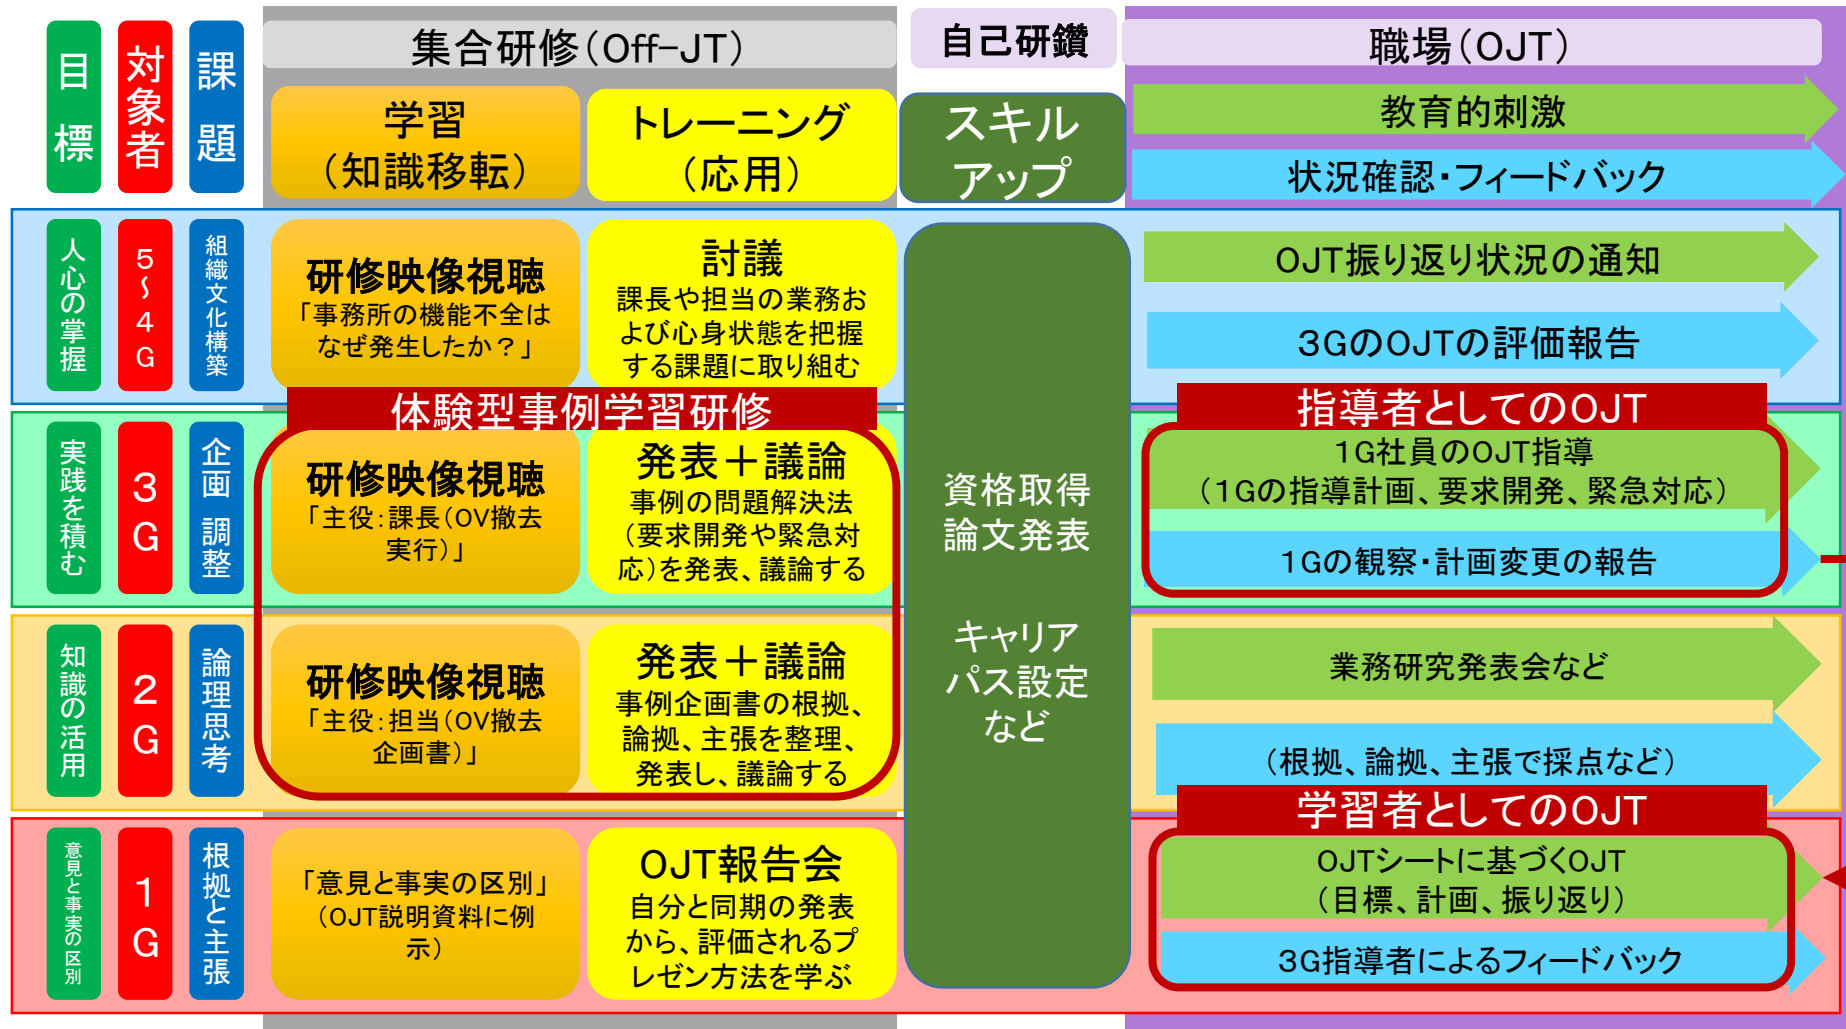 目標
対象者
課題
集合研修（Off-JT）
自己研鑽
職場（OJT）
学習
（知識移転）
トレーニング
（応用）
スキル
アップ
教育的刺激
状況確認・フィードバック
人心の掌握
５～４G
組織文化構築
研修映像視聴
「事務所の機能不全は
なぜ発生したか？」
討議
課長や担当の業務お
よび心身状態を把握
する課題に取り組む
OJT振り返り状況の通知
3GのOJTの評価報告
体験型事例学習研修
指導者としてのOJT
実践を積む
３G
企画調整
研修映像視聴
「主役：課長（OV撤去
実行）」
発表＋議論
事例の問題解決法
（要求開発や緊急対
応）を発表、議論する
資格取得
論文発表
キャリア
パス設定
など
1G社員のOJT指導
（1Gの指導計画、要求開発、緊急対応）
1Gの観察・計画変更の報告
知識の活用
２G
論理思考
研修映像視聴
「主役：担当（OV撤去
企画書）」
発表＋議論
事例企画書の根拠、
論拠、主張を整理、
発表し、議論する
業務研究発表会など
（根拠、論拠、主張で採点など）
学習者としてのOJT
意見と事実の区別
１G
根拠と主張
「意見と事実の区別」
（OJT説明資料に例
示）
OJT報告会
自分と同期の発表
から、評価されるプ
レゼン方法を学ぶ
OJTシートに基づくOJT
（目標、計画、振り返り）
3G指導者によるフィードバック